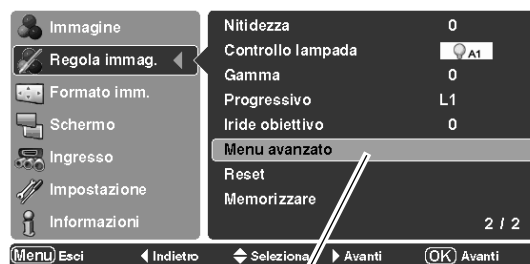 Immagine
Regola immag.
Formato imm.
Schermo
Ingresso
Impostazione
Informazioni
Nitidezza 0
Controllo lampada A1
Gamma 0
Progressivo L1
Iride obiettivo 0
Menu avanzato
Reset
Memorizzare
2 / 2
Menu Esci Indietro Seleziona Avanti OK Avanti